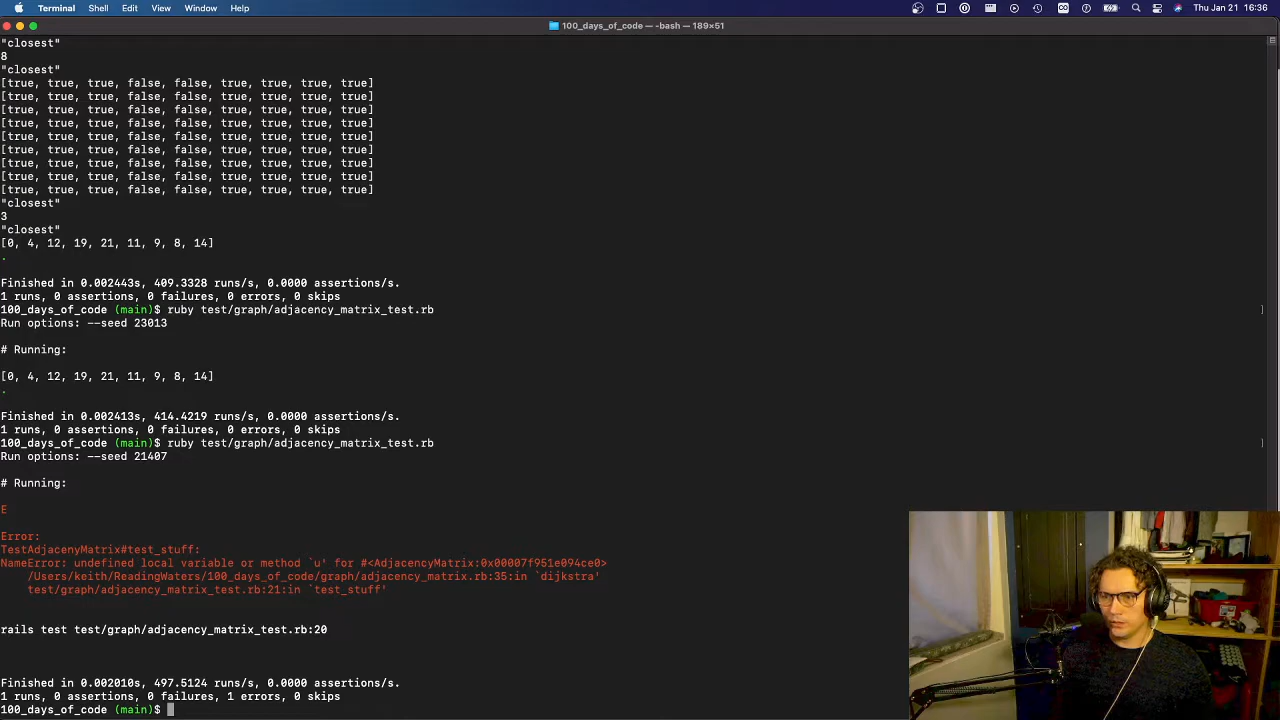 Terminal Shell Edit View Window Help Thu Jan 21 16:36
100_days_of_code — -bash — 189×51
"closest"
8
"closest"
[true, true, true, false, false, true, true, true, true]
[true, true, true, false, false, true, true, true, true]
[true, true, true, false, false, true, true, true, true]
[true, true, true, false, false, true, true, true, true]
[true, true, true, false, false, true, true, true, true]
[true, true, true, false, false, true, true, true, true]
[true, true, true, false, false, true, true, true, true]
[true, true, true, false, false, true, true, true, true]
[true, true, true, false, false, true, true, true, true]
"closest"
3
"closest"
[0, 4, 12, 19, 21, 11, 9, 8, 14]
.
Finished in 0.002443s, 409.3328 runs/s, 0.0000 assertions/s.
1 runs, 0 assertions, 0 failures, 0 errors, 0 skips
100_days_of_code (main)$ ruby test/graph/adjacency_matrix_test.rb ]
Run options: --seed 23013
# Running:
[0, 4, 12, 19, 21, 11, 9, 8, 14]
.
Finished in 0.002413s, 414.4219 runs/s, 0.0000 assertions/s.
1 runs, 0 assertions, 0 failures, 0 errors, 0 skips
100_days_of_code (main)$ ruby test/graph/adjacency_matrix_test.rb ]
Run options: --seed 21407
# Running:
E
Error:
TestAdjacenyMatrix#test_stuff:
NameError: undefined local variable or method `u' for #<AdjacencyMatrix:0x00007f951e094ce0>
/Users/keith/ReadingWaters/100_days_of_code/graph/adjacency_matrix.rb:35:in `dijkstra'
test/graph/adjacency_matrix_test.rb:21:in `test_stuff'
rails test test/graph/adjacency_matrix_test.rb:20
Finished in 0.002010s, 497.5124 runs/s, 0.0000 assertions/s.
1 runs, 0 assertions, 0 failures, 1 errors, 0 skips
100_days_of_code (main)$